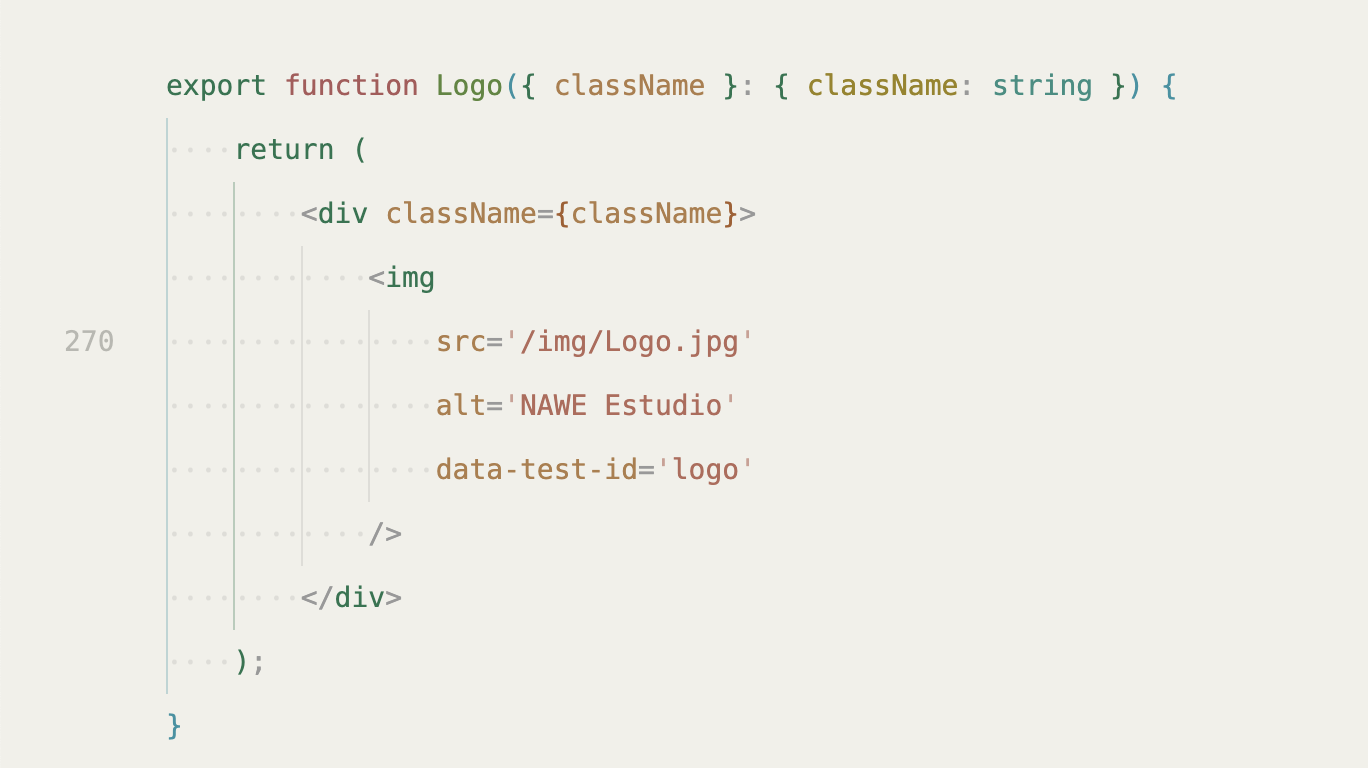 export function Logo({ className }: { className: string }) {
    return (
        <div className={className}>
            <img
270                src='/img/Logo.jpg'
                alt='NAWE Estudio'
                data-test-id='logo'
            />
        </div>
    );
}